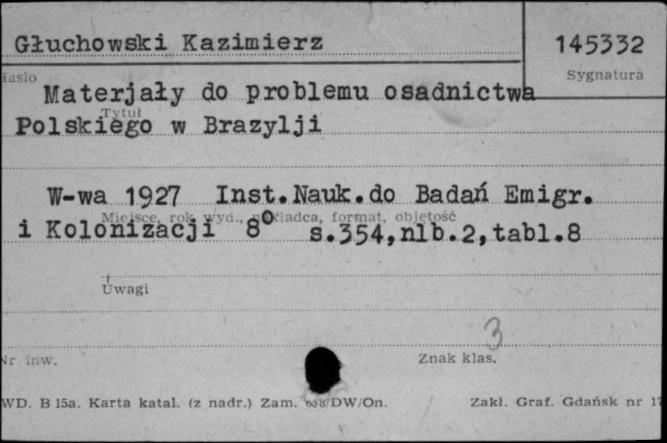 Głuchowski Kazimierz
145332
Hasło
Sygnatura
Materjały do problemu osadnictwa
Tytuł
Polskiego w Brazylji
W-wa 1927 Inst.Nauk.do Badań Emigr.
Miejsce, rok wyd., format, objętość
i Kolonizacji 8° s.354,nlb.2,tabl.8
Uwagi
3
Nr inw.
Znak klas.
WD. B 15a. Karta katal. (z nadr.) Zam. DW/On.
Zakł. Graf. Gdańsk nr